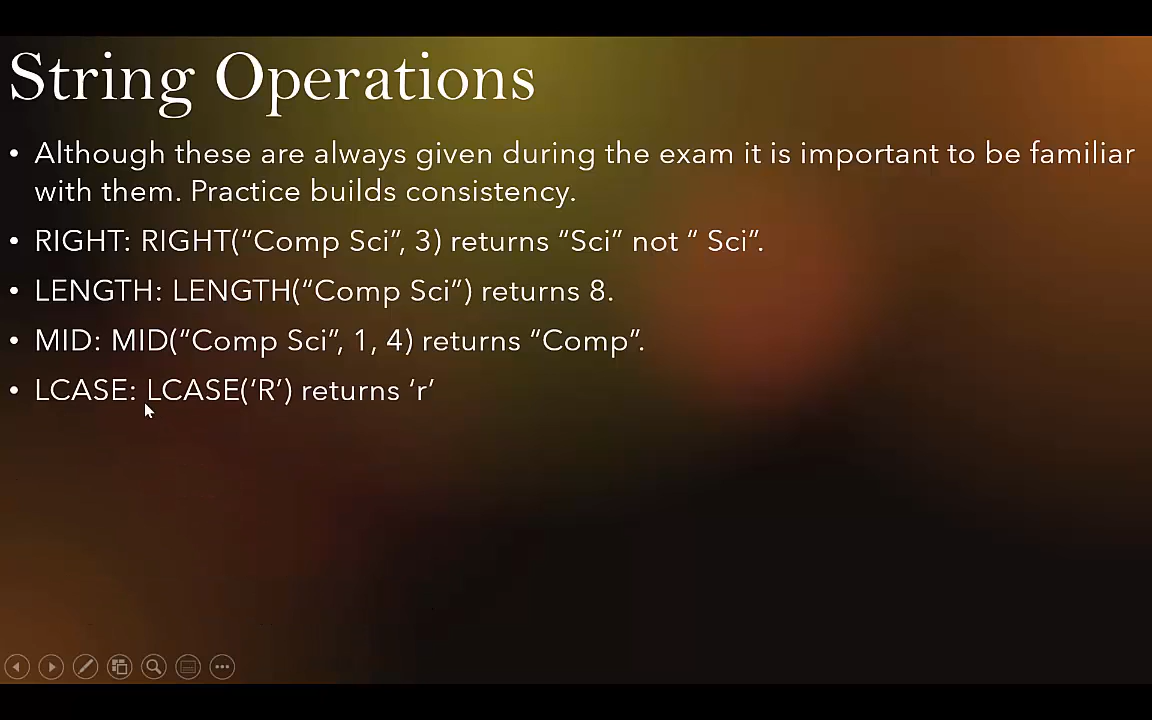 String Operations
• Although these are always given during the exam it is important to be familiar
with them. Practice builds consistency.
• RIGHT: RIGHT(“Comp Sci”, 3) returns “Sci” not “ Sci”.
• LENGTH: LENGTH(“Comp Sci”) returns 8.
• MID: MID(“Comp Sci”, 1, 4) returns “Comp”.
• LCASE: LCASE(‘R’) returns ‘r’